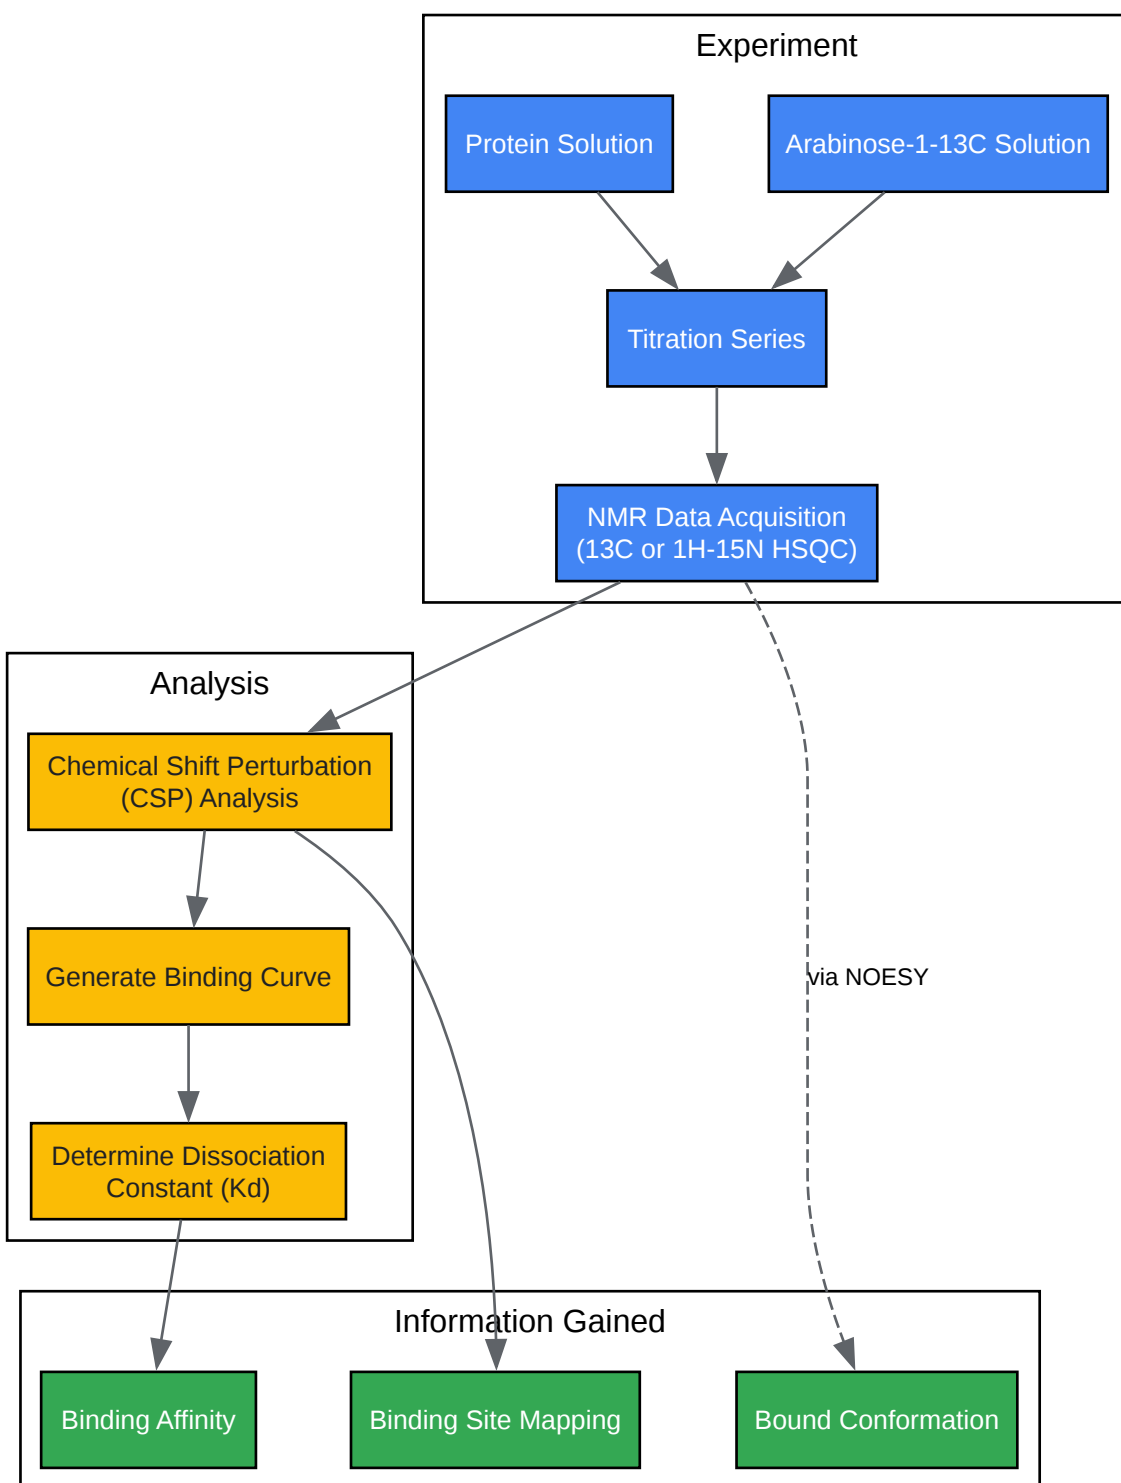 Experiment
Protein Solution
Arabinose-1-13C Solution
Titration Series
NMR Data Acquisition
(13C or 1H-15N HSQC)
Analysis
Chemical Shift Perturbation
(CSP) Analysis
Generate Binding Curve
via NOESY
Determine Dissociation
Constant (Kd)
Information Gained
Binding Affinity
Binding Site Mapping
Bound Conformation